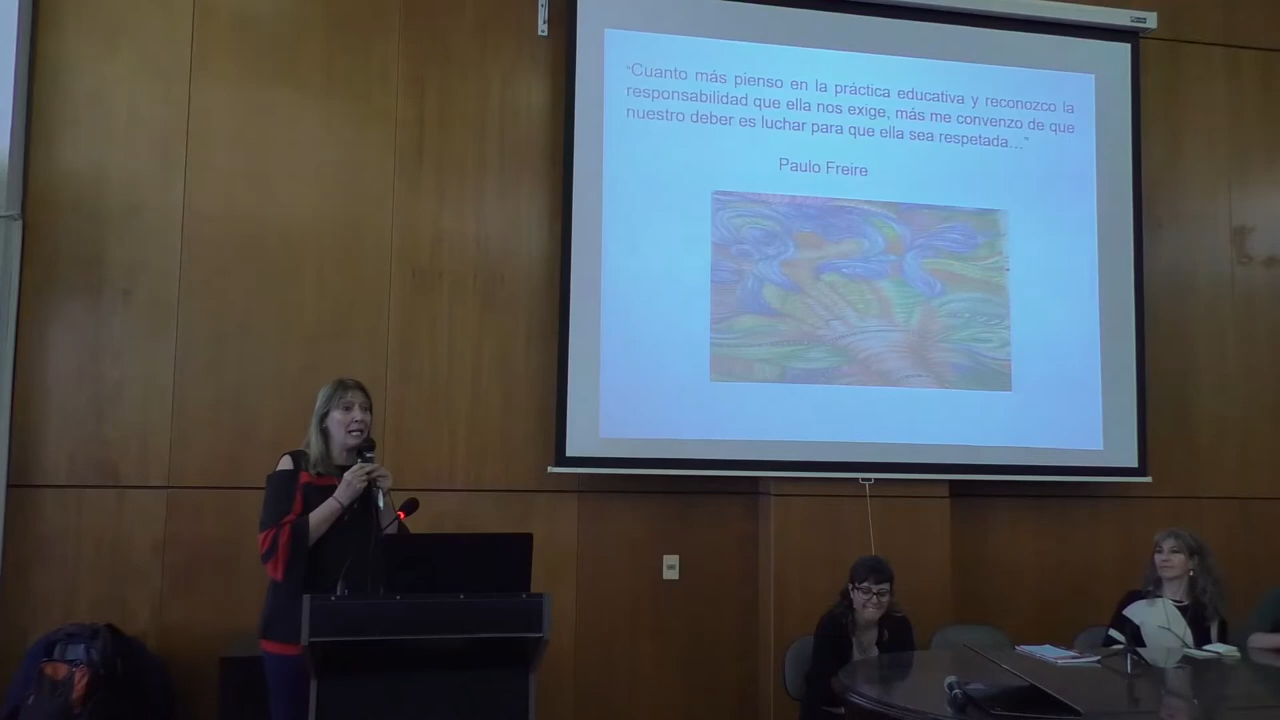 “Cuanto más pienso en la práctica educativa y reconozco la
responsabilidad que ella nos exige, más me convenzo de que
nuestro deber es luchar para que ella sea respetada...”
Paulo Freire